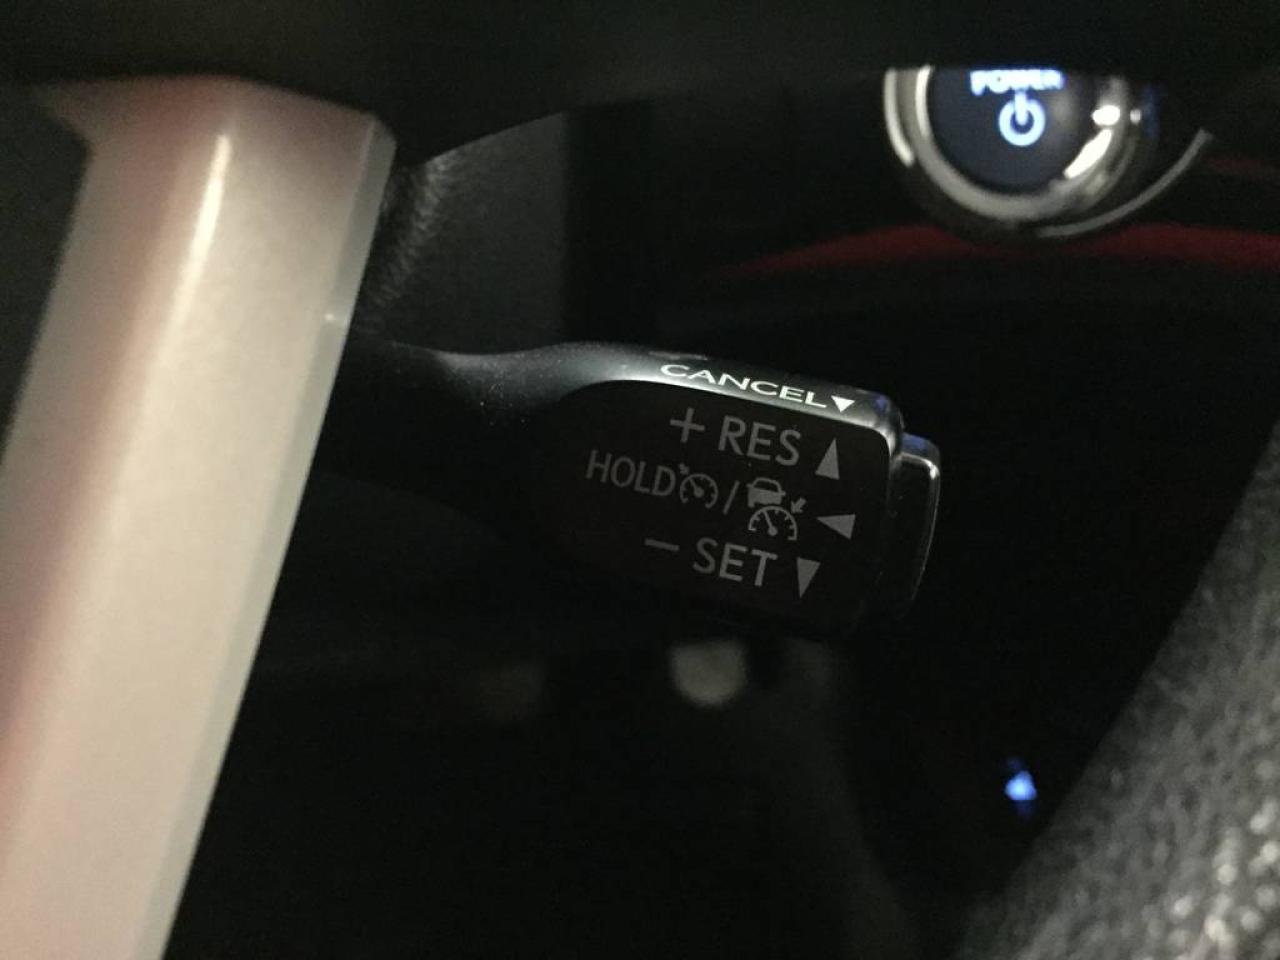 POWER
CANCEL▼
+ RES ▲
HOLD / ◀
− SET ▼